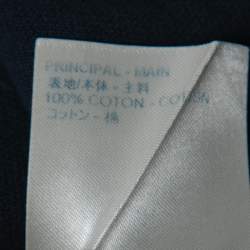 PRINCIPAL - MAIN
表地/本体 - 主料
100% COTON - COTTON
コットン - 棉